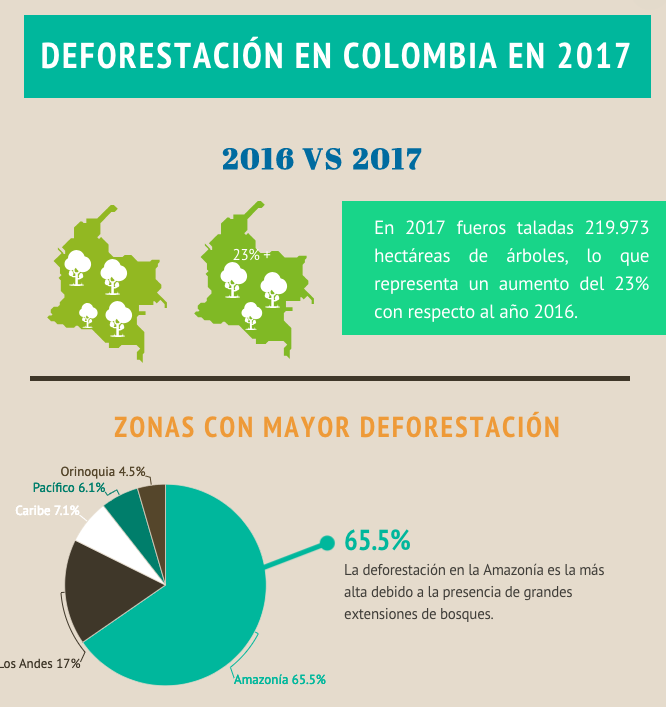 DEFORESTACIÓN EN COLOMBIA EN 2017
2016 VS 2017
23% +
En 2017 fueros taladas 219.973
hectáreas de árboles, lo que
representa un aumento del 23%
con respecto al año 2016.
ZONAS CON MAYOR DEFORESTACIÓN
Orinoquia 4.5%
Pacífico 6.1%
Caribe 7.1%
65.5%
La deforestación en la Amazonía es la más
alta debido a la presencia de grandes
extensiones de bosques.
Los Andes 17%
Amazonía 65.5%